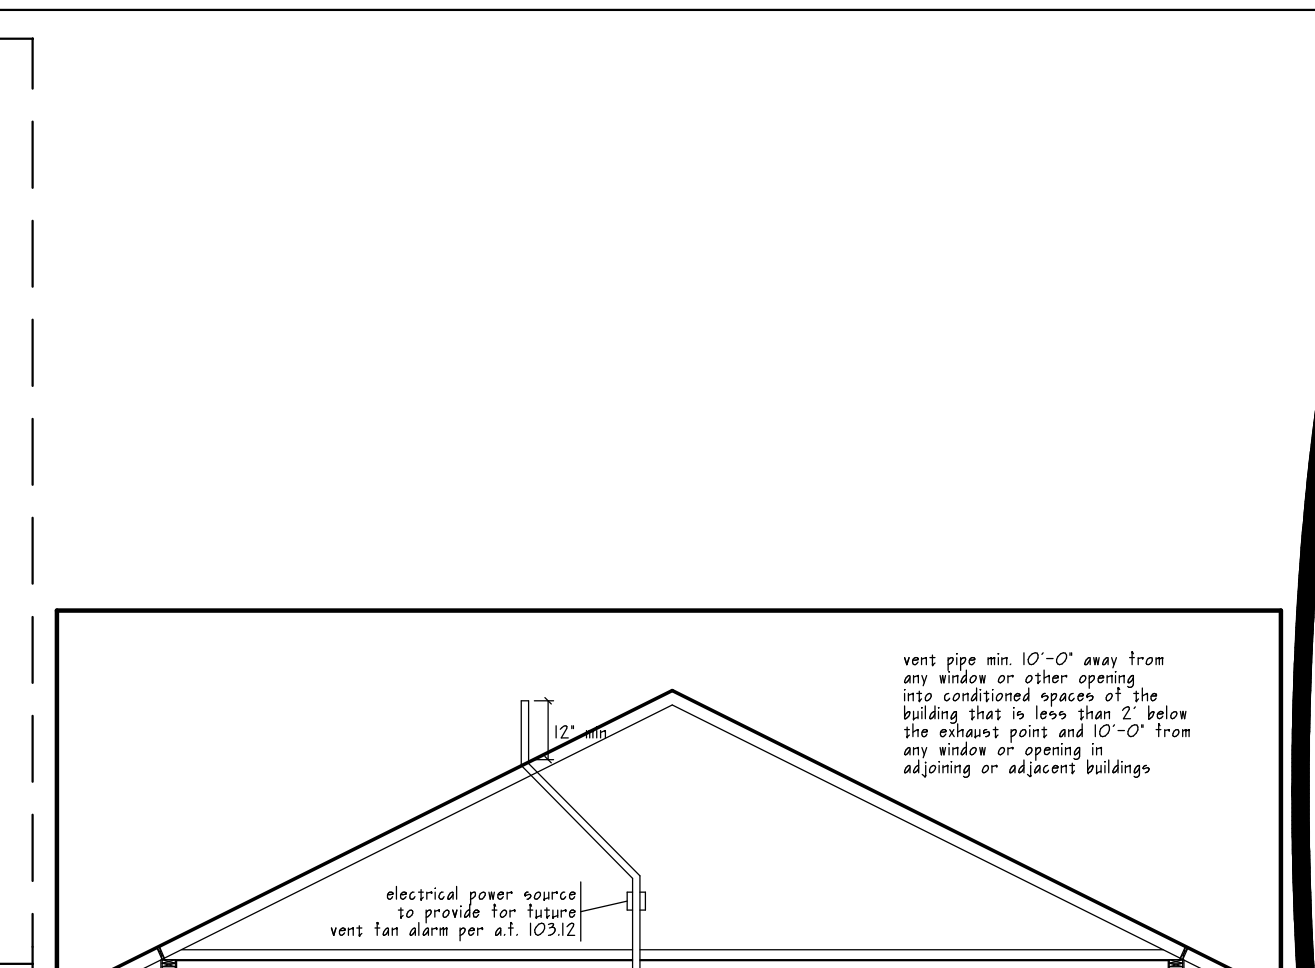 vent pipe min. 10'-0" away from
any window or other opening
into conditioned spaces of the
building that is less than 2' below
the exhaust point and 10'-0" from
any window or opening in
adjoining or adjacent buildings
12" min
electrical power source
to provide for future
vent fan alarm per a.f. 103.12